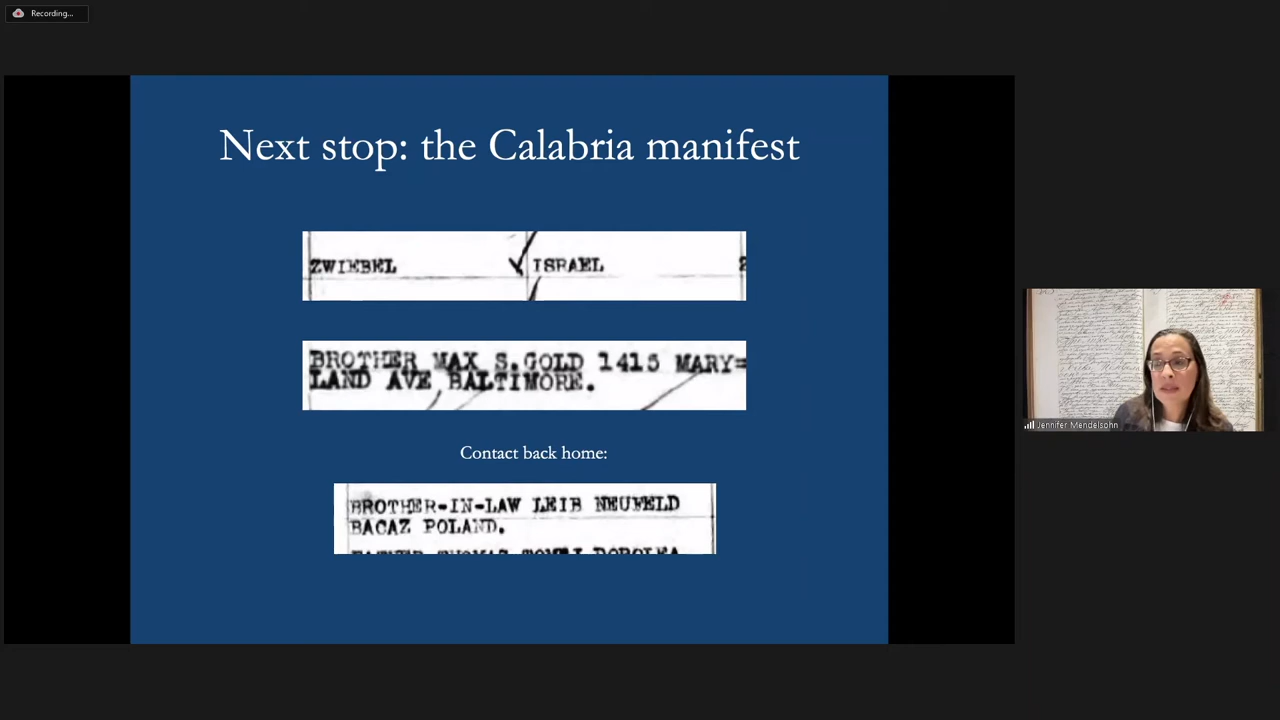 Recording...
Next stop: the Calabria manifest
ZWIEBEL ISRAEL
BROTHER MAX S.GOLD 1415 MARY=
LAND AVE BALTIMORE.
Contact back home:
BROTHER-IN-LAW LEIB NEUFELD
BACAZ POLAND.
Jennifer Mendelsohn